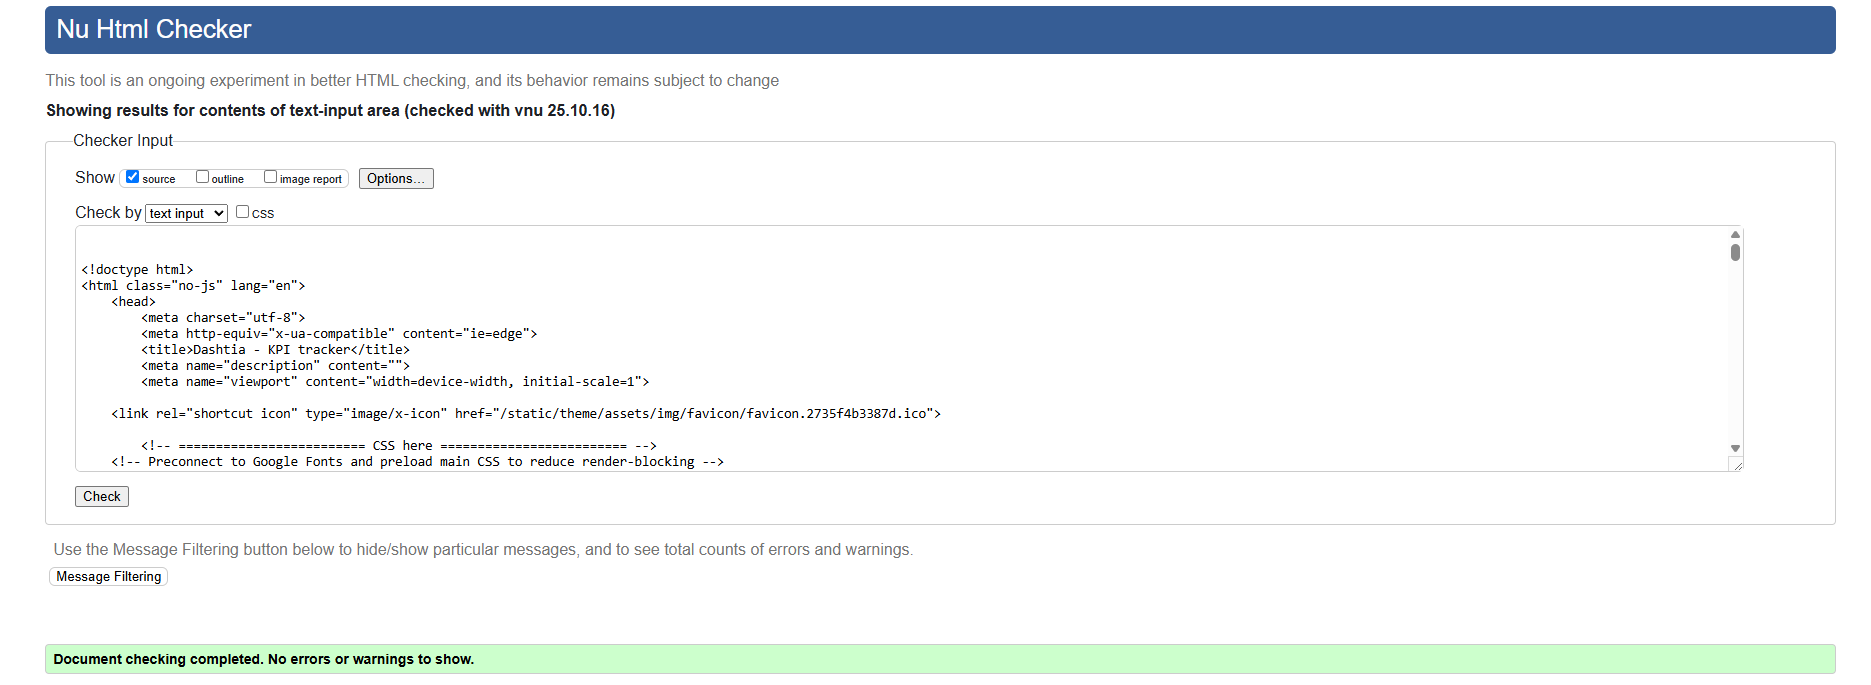 Nu Html Checker
This tool is an ongoing experiment in better HTML checking, and its behavior remains subject to change
Showing results for contents of text-input area (checked with vnu 25.10.16)
Checker Input
Show source outline image report Options...
Check by text input css
<!doctype html>
<html class="no-js" lang="en">
    <head>
        <meta charset="utf-8">
        <meta http-equiv="x-ua-compatible" content="ie=edge">
        <title>Dashtia - KPI tracker</title>
        <meta name="description" content="">
        <meta name="viewport" content="width=device-width, initial-scale=1">
    <link rel="shortcut icon" type="image/x-icon" href="/static/theme/assets/img/favicon/favicon.2735f4b3387d.ico">
        <!-- ========================= CSS here ========================= -->
    <!-- Preconnect to Google Fonts and preload main CSS to reduce render-blocking -->
Check
Use the Message Filtering button below to hide/show particular messages, and to see total counts of errors and warnings.
Message Filtering
Document checking completed. No errors or warnings to show.